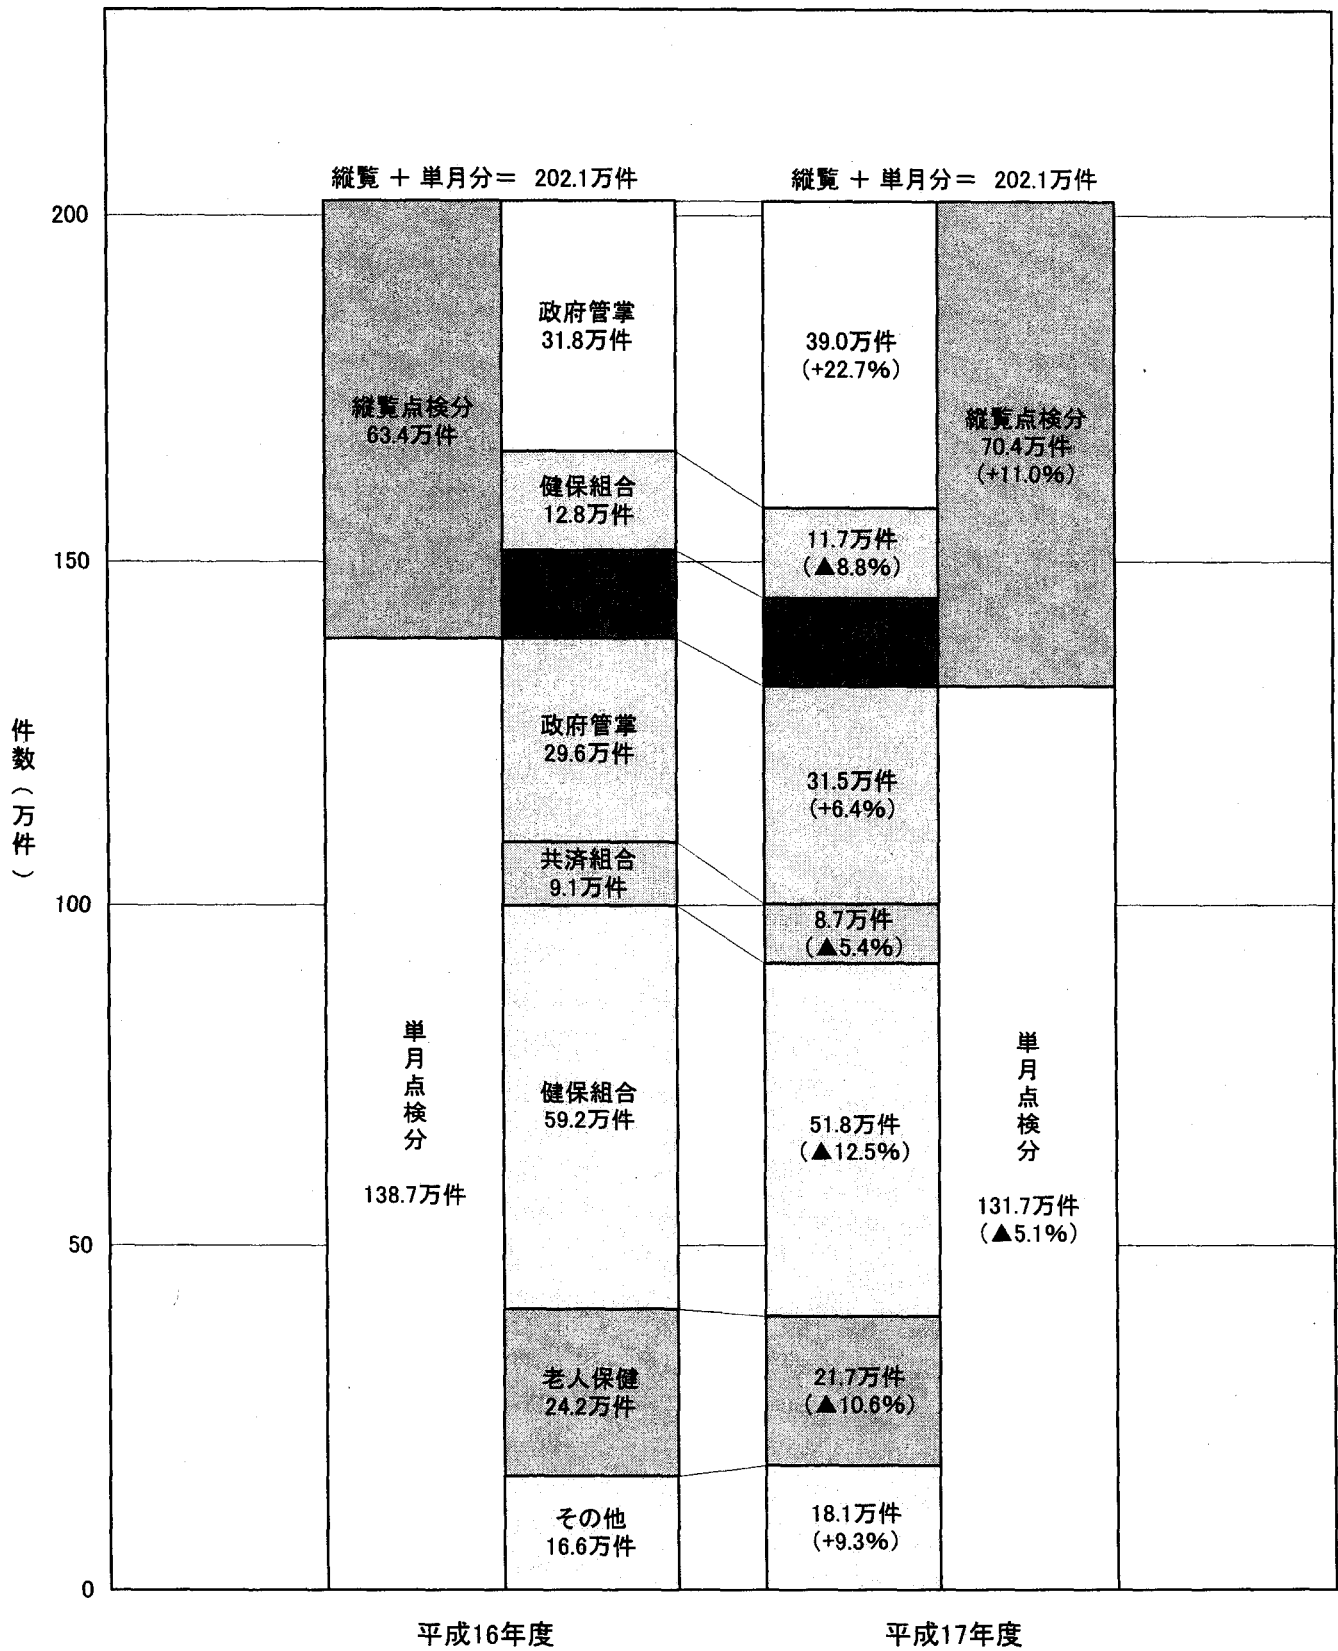 縦覧 + 単月分= 202.1万件
縦覧 + 単月分= 202.1万件
200
150
100
50
0
件数(万件)
縦覧点検分
63.4万件
単月点検分
138.7万件
政府管掌
31.8万件
健保組合
12.8万件
政府管掌
29.6万件
共済組合
9.1万件
健保組合
59.2万件
老人保健
24.2万件
その他
16.6万件
39.0万件
(+22.7%)
11.7万件
(▲8.8%)
31.5万件
(+6.4%)
8.7万件
(▲5.4%)
51.8万件
(▲12.5%)
21.7万件
(▲10.6%)
18.1万件
(+9.3%)
縦覧点検分
70.4万件
(+11.0%)
単月点検分
131.7万件
(▲5.1%)
平成16年度
平成17年度